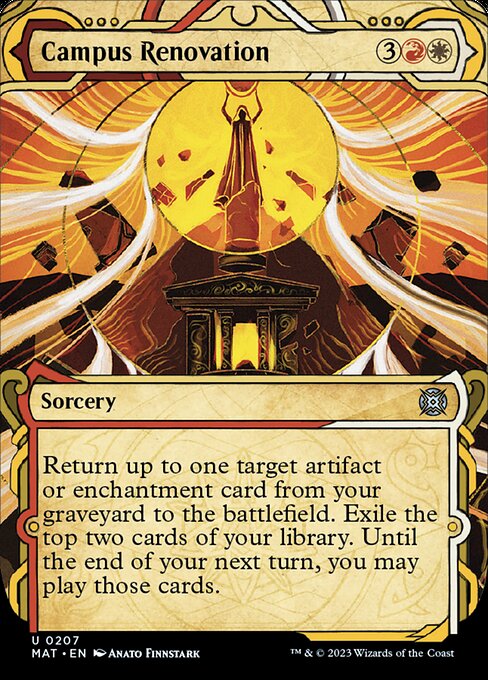 Campus Renovation 3
Sorcery
Return up to one target artifact
or enchantment card from your
graveyard to the battlefield. Exile the
top two cards of your library. Until
the end of your next turn, you may
play those cards.
U 0207
MAT • EN ANATO FINNSTARK ™ & © 2023 Wizards of the Coast